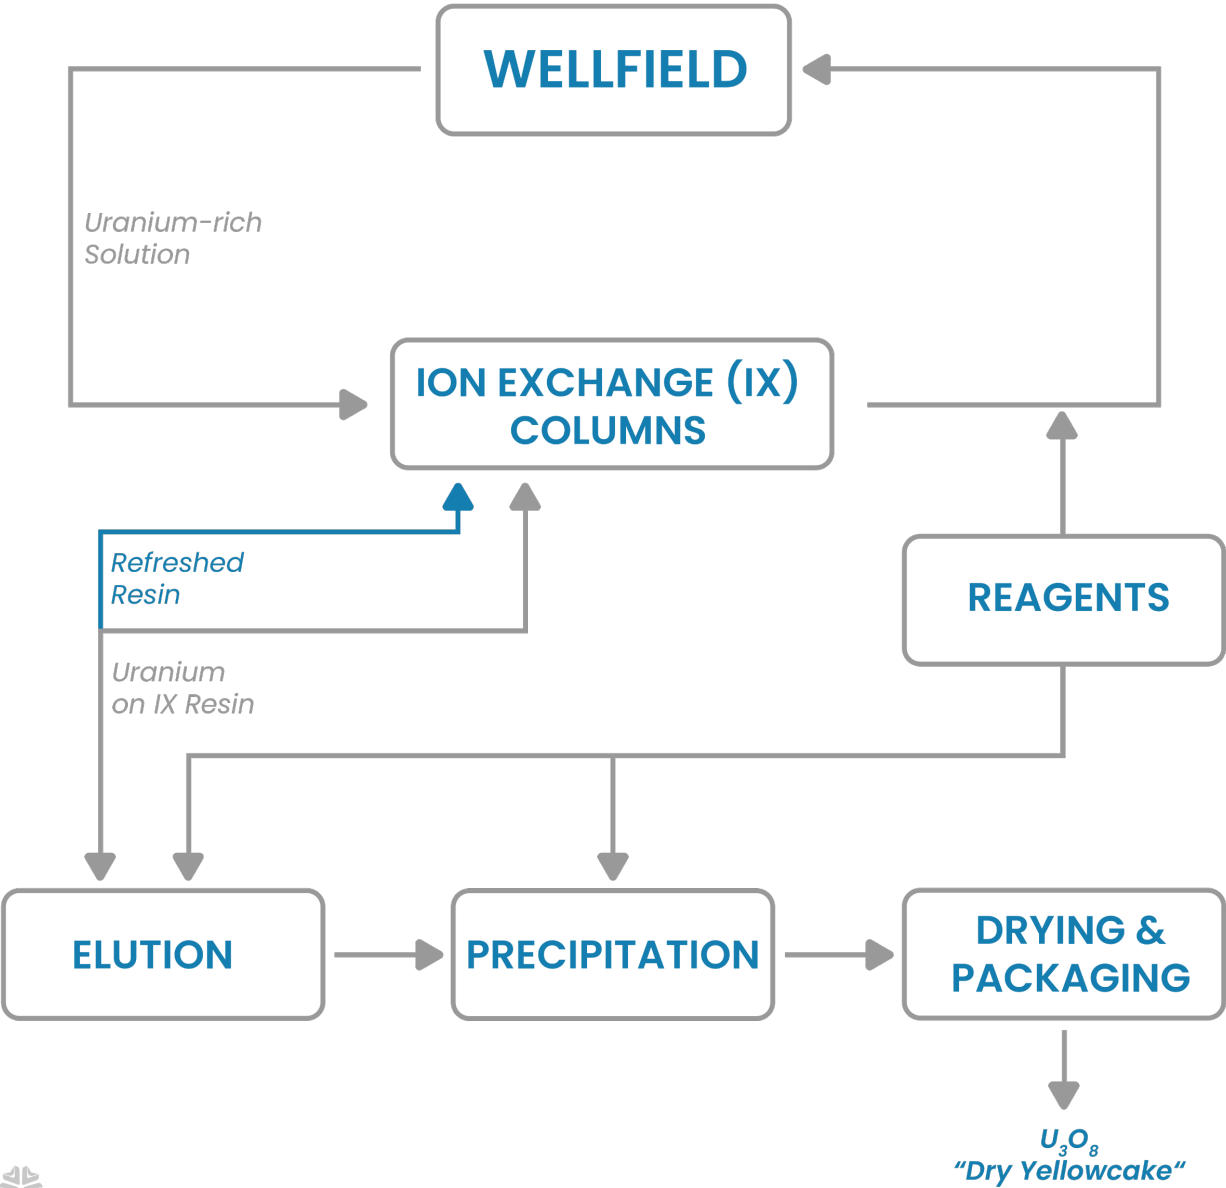 WELLFIELD
Uranium-rich
Solution
ION EXCHANGE (IX)
COLUMNS
Refreshed
Resin
REAGENTS
Uranium
on IX Resin
ELUTION
PRECIPITATION
DRYING &
PACKAGING
U₃O₈
“Dry Yellowcake“